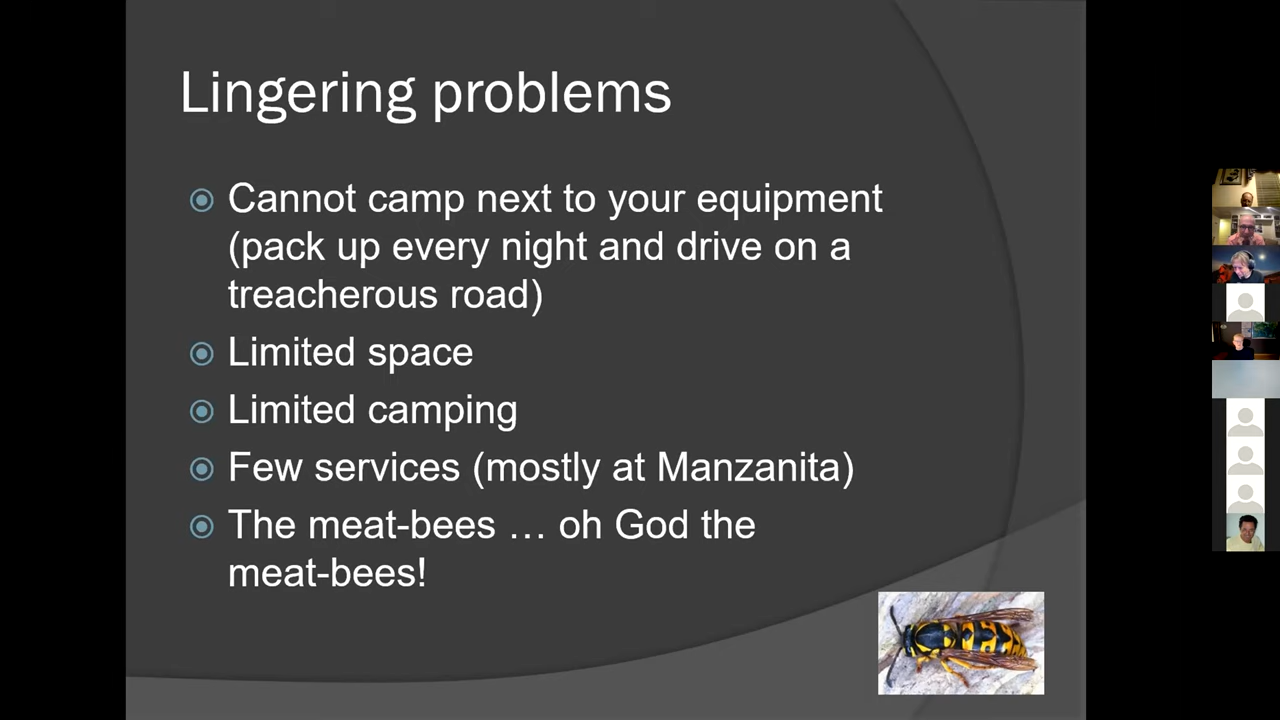 Lingering problems
Cannot camp next to your equipment
(pack up every night and drive on a
treacherous road)
Limited space
Limited camping
Few services (mostly at Manzanita)
The meat-bees … oh God the
meat-bees!